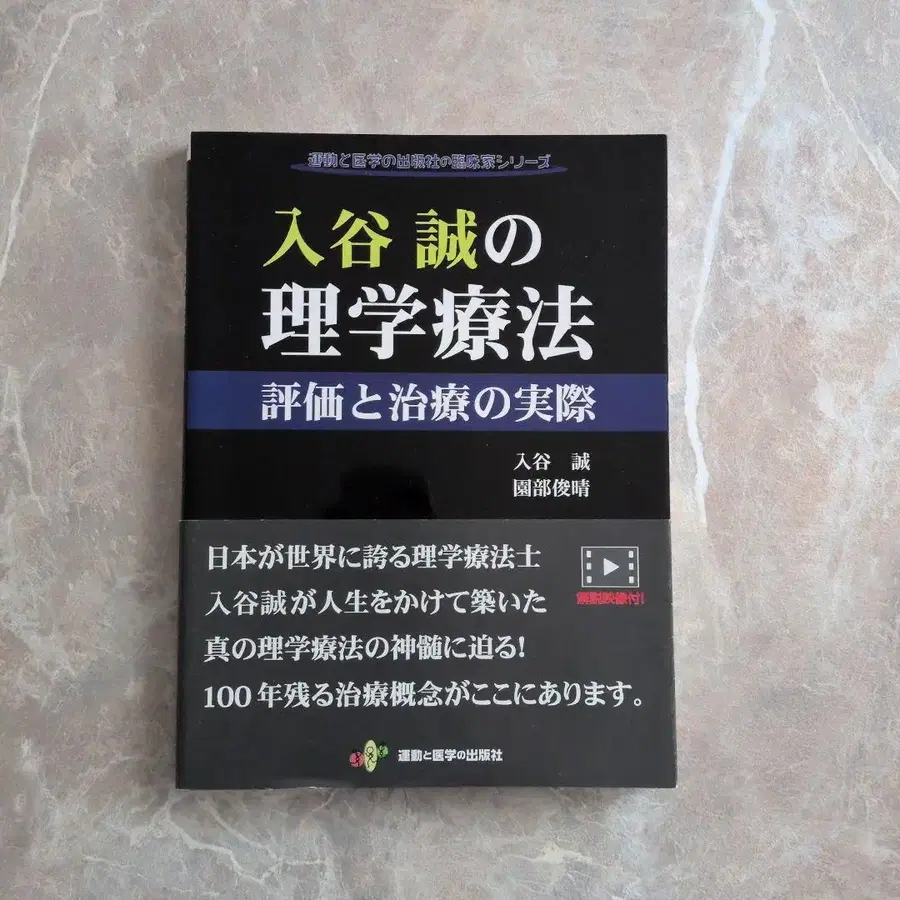 運動と医学の出版社の臨床家シリーズ
入谷 誠の
理学療法
評価と治療の実際
入谷 誠
園部俊晴
日本が世界に誇る理学療法士
入谷誠が人生をかけて築いた
真の理学療法の神髄に迫る!
100年残る治療概念がここにあります。
解説映像付!
運動と医学の出版社